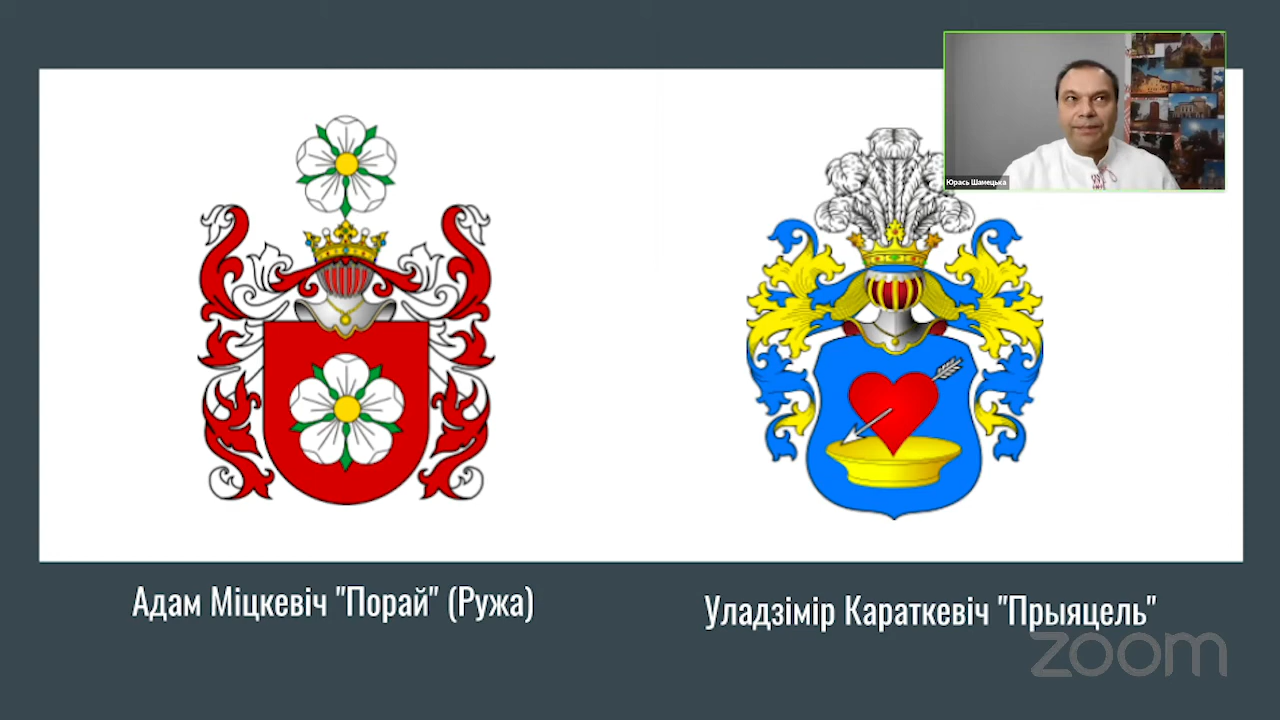 Юрась Шамецька
Адам Міцкевіч "Порай" (Ружа)
Уладзімір Караткевіч "Прыяцель"
zoom